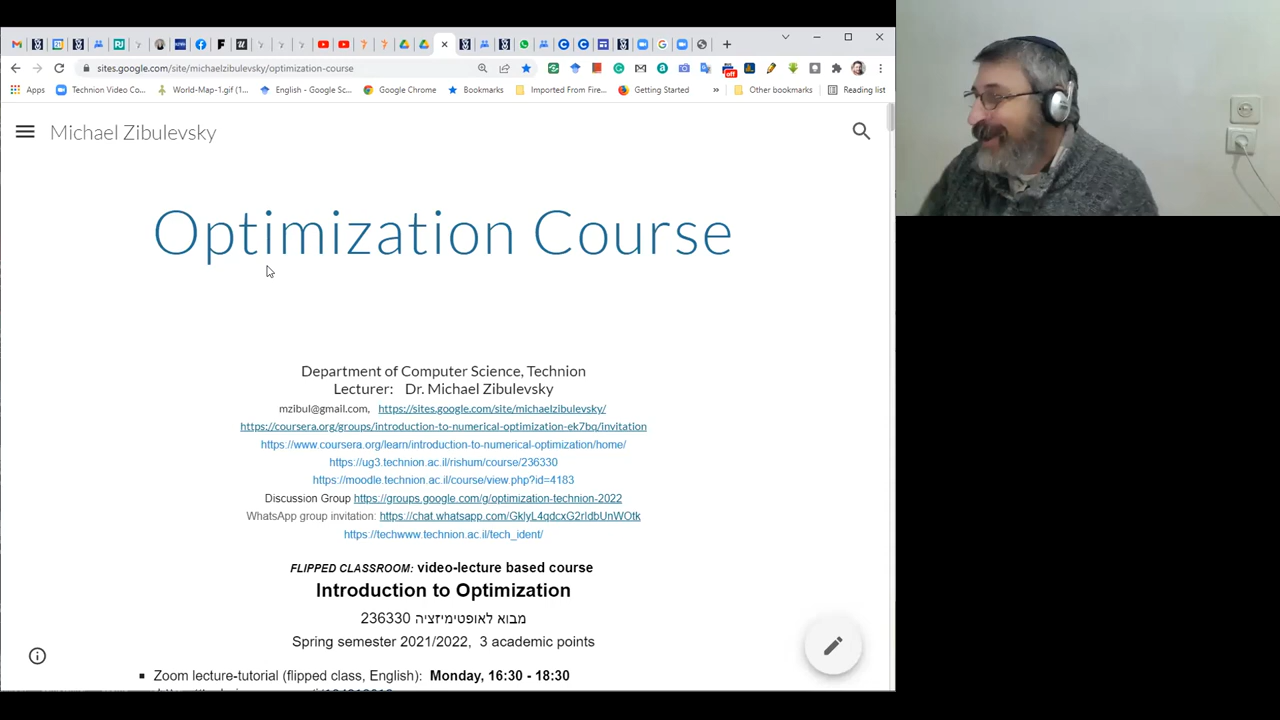 sites.google.com/site/michaelzibulevsky/optimization-course
Apps Technion Video Co... World-Map-1.gif (1... English - Google Sc... Google Chrome Bookmarks Imported From Fire... Getting Started » Other bookmarks Reading list
Michael Zibulevsky
Optimization Course
Department of Computer Science, Technion
Lecturer: Dr. Michael Zibulevsky
mzibul@gmail.com, https://sites.google.com/site/michaelzibulevsky/
https://coursera.org/groups/introduction-to-numerical-optimization-ek7bq/invitation
https://www.coursera.org/learn/introduction-to-numerical-optimization/home/
https://ug3.technion.ac.il/rishum/course/236330
https://moodle.technion.ac.il/course/view.php?id=4183
Discussion Group https://groups.google.com/g/optimization-technion-2022
WhatsApp group invitation:
https://techwww.technion.ac.il/tech_ident/
FLIPPED CLASSROOM: video-lecture based course
Introduction to Optimization
מבוא לאופטימיזציה 236330
Spring semester 2021/2022, 3 academic points
▪ Zoom lecture-tutorial (flipped class, English): Monday, 16:30 - 18:30